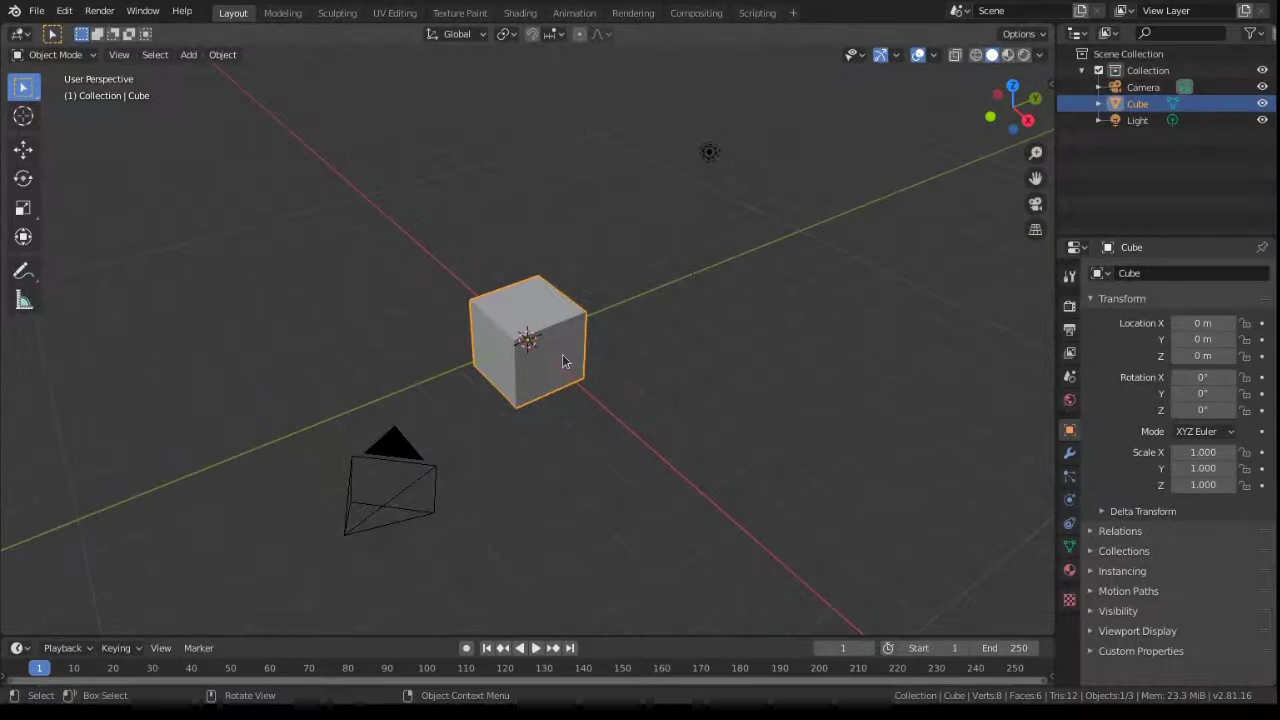 File Edit Render Window Help Layout Modeling Sculpting UV Editing Texture Paint Shading Animation Rendering Compositing Scripting + Scene View Layer
Global Options
Object Mode View Select Add Object
User Perspective
(1) Collection | Cube
Z
Y
X
Scene Collection
Collection
Camera
Cube
Light
Cube
Cube
Transform
Location X 0 m
Y 0 m
Z 0 m
Rotation X 0°
Y 0°
Z 0°
Mode XYZ Euler
Scale X 1.000
Y 1.000
Z 1.000
Delta Transform
Relations
Collections
Instancing
Motion Paths
Visibility
Viewport Display
Custom Properties
Playback Keying View Marker 1 Start 1 End 250
1 10 20 30 40 50 60 70 80 90 100 110 120 130 140 150 160 170 180 190 200 210 220 230 240 250
Select Box Select Rotate View Object Context Menu Collection | Cube | Verts:8 | Faces:6 | Tris:12 | Objects:1/3 | Mem: 23.3 MiB | v2.81.16